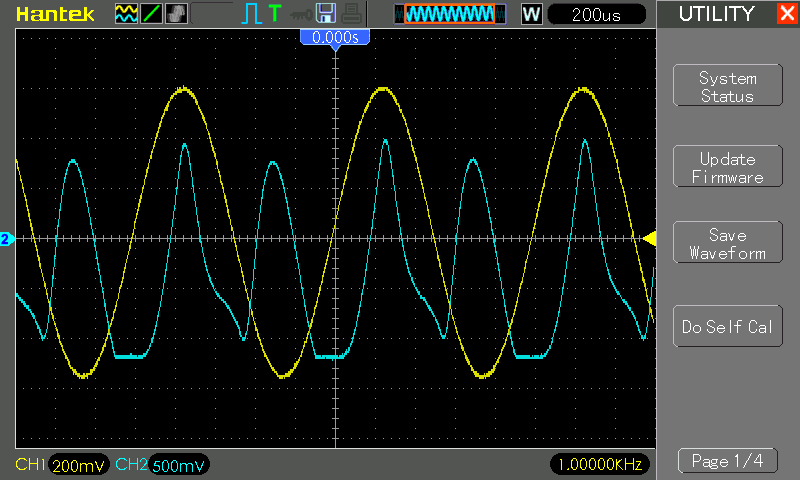 Hantek T W 200us UTILITY
0.000s
System
Status
Update
Firmware
2
Save
Waveform
Do Self Cal
CH1 200mV CH2 500mV 1.00000KHz Page 1/4